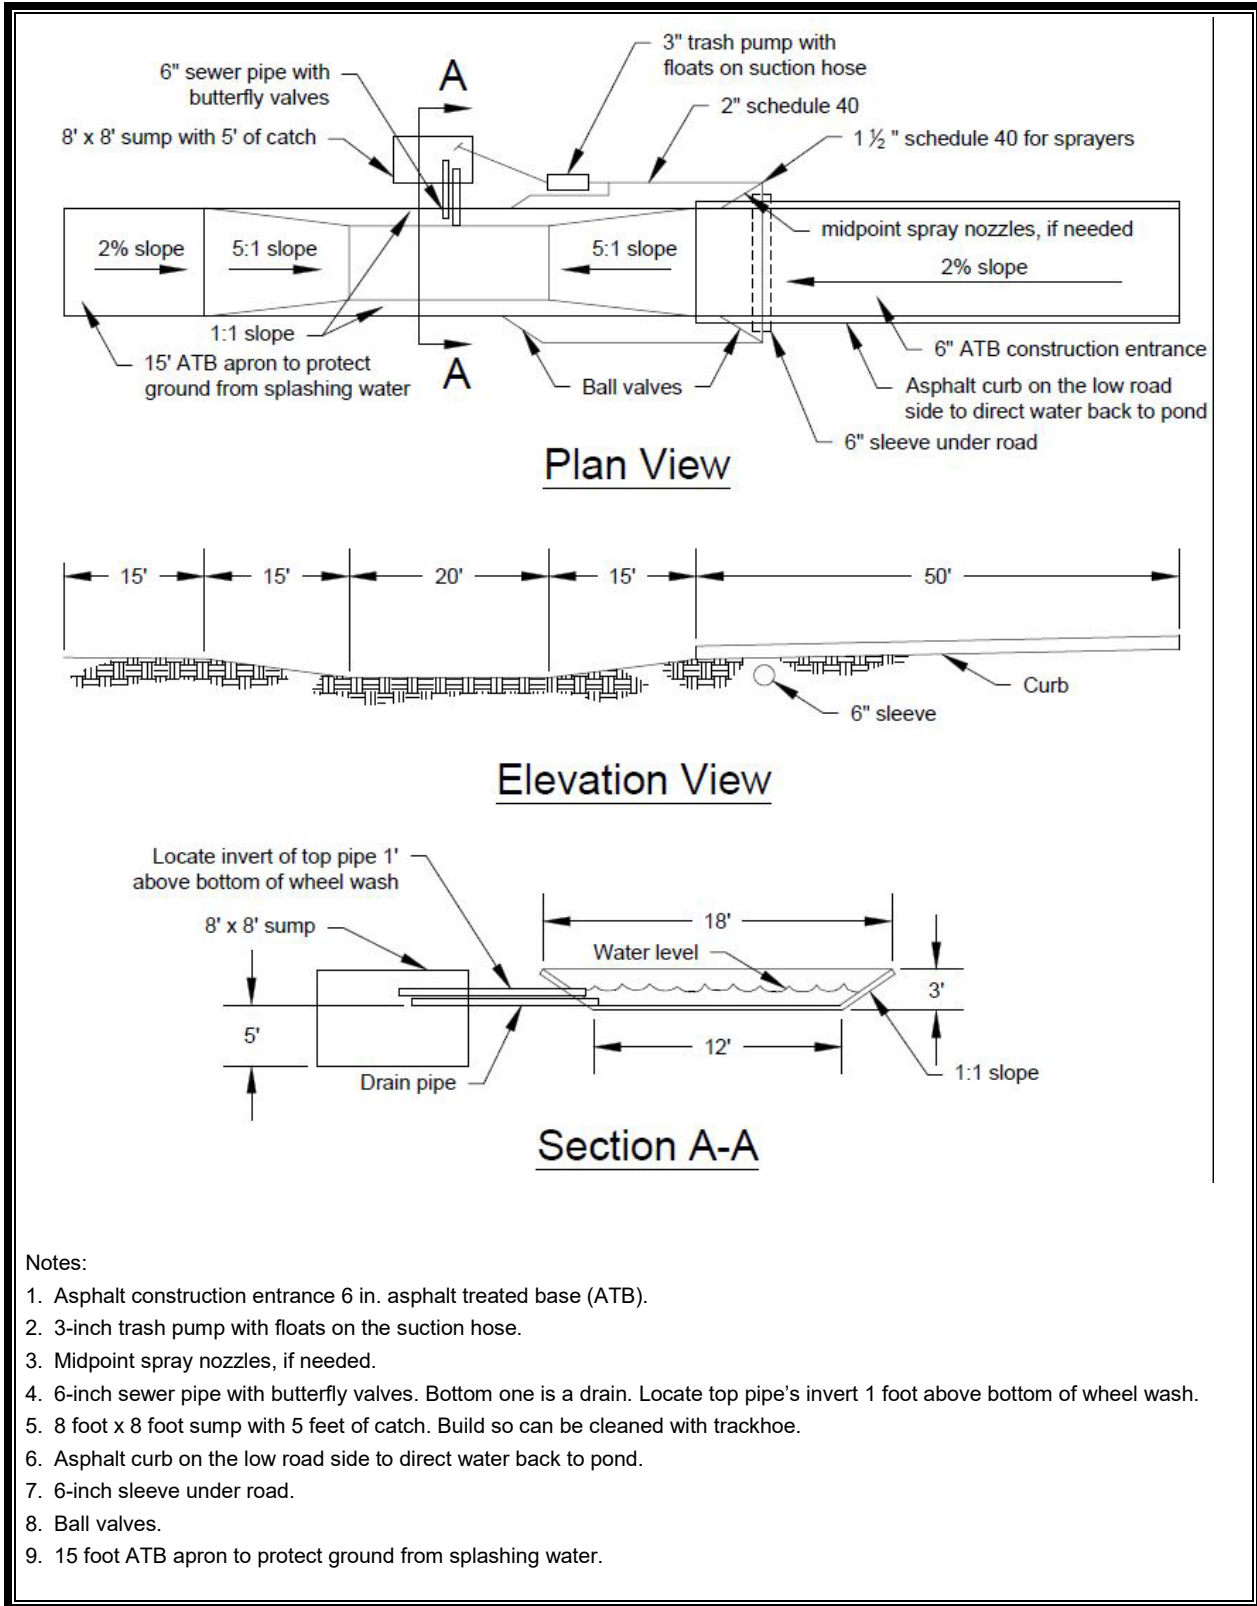 3" trash pump with
floats on suction hose
6" sewer pipe with
butterfly valves
A
2" schedule 40
8' x 8' sump with 5' of catch
1 ½ " schedule 40 for sprayers
midpoint spray nozzles, if needed
2% slope
5:1 slope
5:1 slope
2% slope
1:1 slope
15' ATB apron to protect
ground from splashing water
A
Ball valves
6" ATB construction entrance
Asphalt curb on the low road
side to direct water back to pond
6" sleeve under road
Plan View
15'
15'
20'
15'
50'
Curb
6" sleeve
Elevation View
Locate invert of top pipe 1'
above bottom of wheel wash
8' x 8' sump
18'
Water level
3'
5'
12'
1:1 slope
Drain pipe
Section A-A
Notes:
1. Asphalt construction entrance 6 in. asphalt treated base (ATB).
2. 3-inch trash pump with floats on the suction hose.
3. Midpoint spray nozzles, if needed.
4. 6-inch sewer pipe with butterfly valves. Bottom one is a drain. Locate top pipe’s invert 1 foot above bottom of wheel wash.
5. 8 foot x 8 foot sump with 5 feet of catch. Build so can be cleaned with trackhoe.
6. Asphalt curb on the low road side to direct water back to pond.
7. 6-inch sleeve under road.
8. Ball valves.
9. 15 foot ATB apron to protect ground from splashing water.